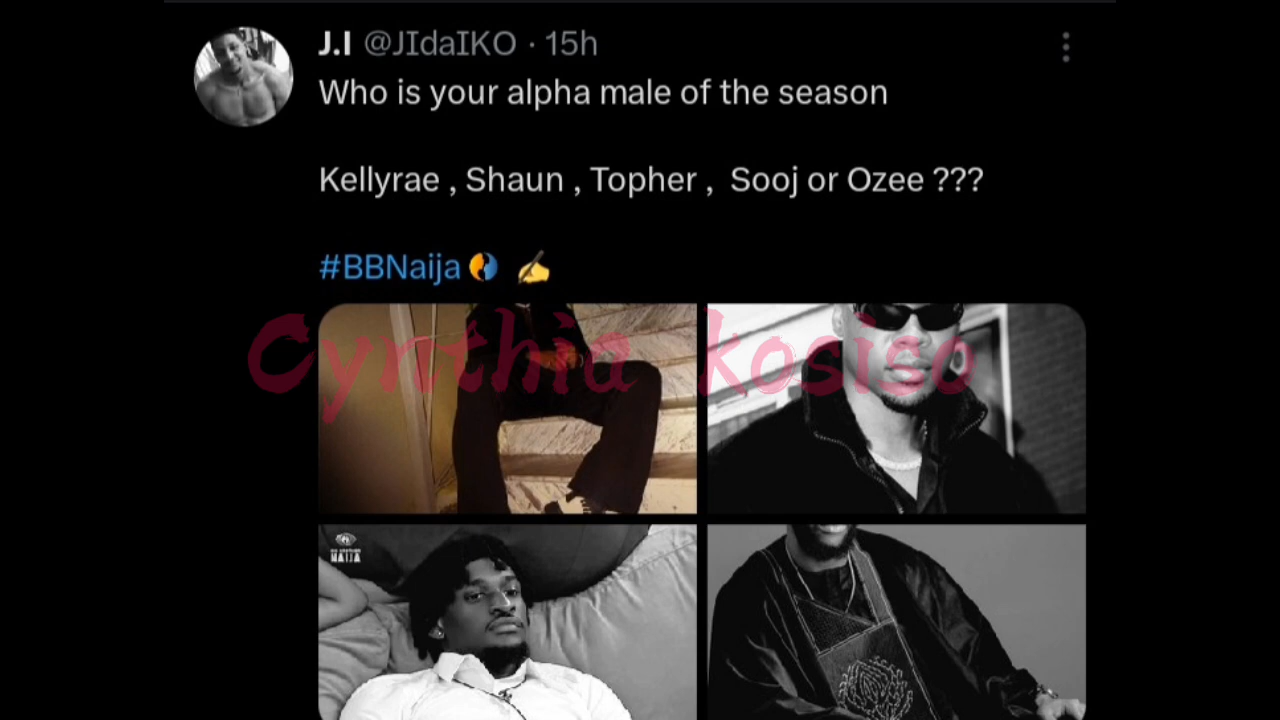 J.I @JIdaIKO · 15h
Who is your alpha male of the season
Kellyrae , Shaun , Topher , Sooj or Ozee ???
#BBNaija
Cynthia kosiso
NAIJA